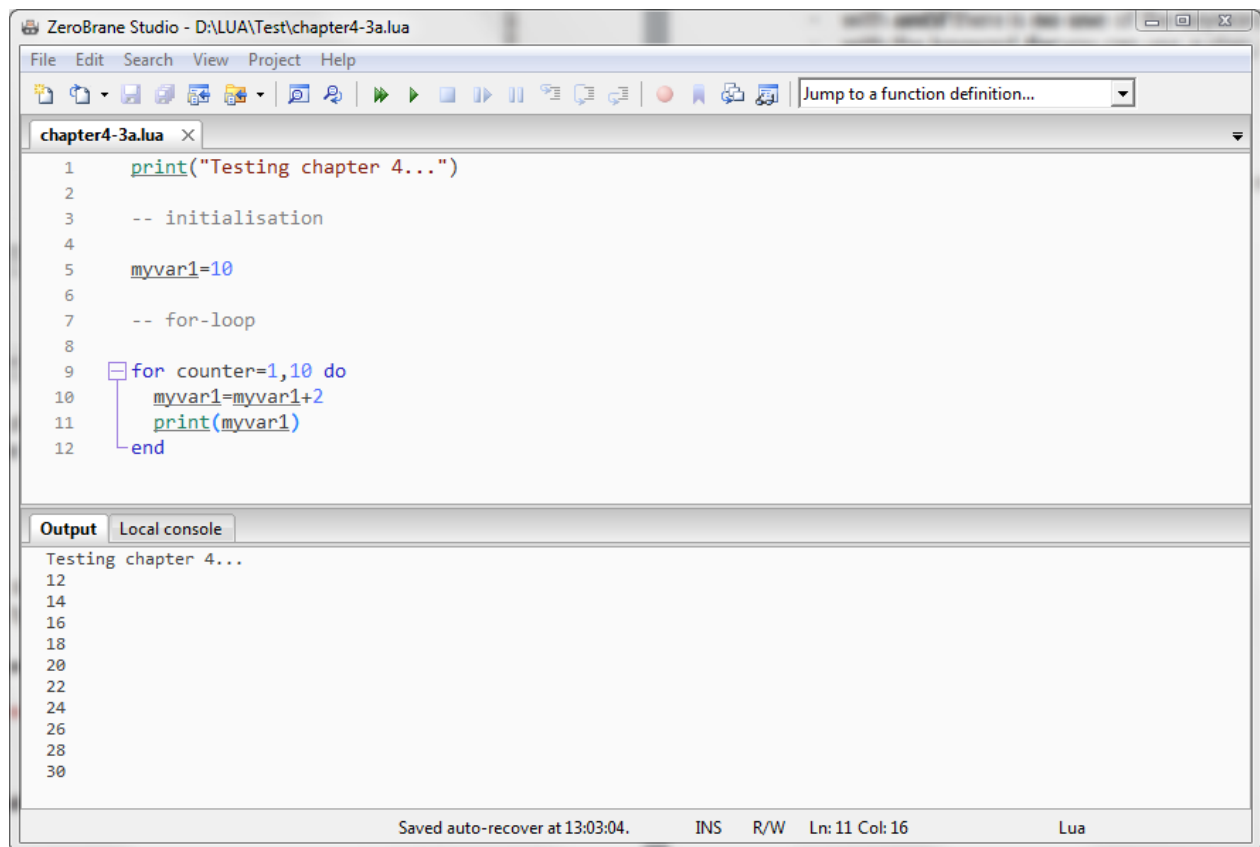 ZeroBrane Studio - D:\LUA\Test\chapter4-3a.lua
File Edit Search View Project Help
Jump to a function definition...
chapter4-3a.lua
1 print("Testing chapter 4...")
2
3 -- initialisation
4
5 myvar1=10
6
7 -- for-loop
8
9 for counter=1,10 do
10 myvar1=myvar1+2
11 print(myvar1)
12 end
Output Local console
Testing chapter 4...
12
14
16
18
20
22
24
26
28
30
Saved auto-recover at 13:03:04. INS R/W Ln: 11 Col: 16 Lua